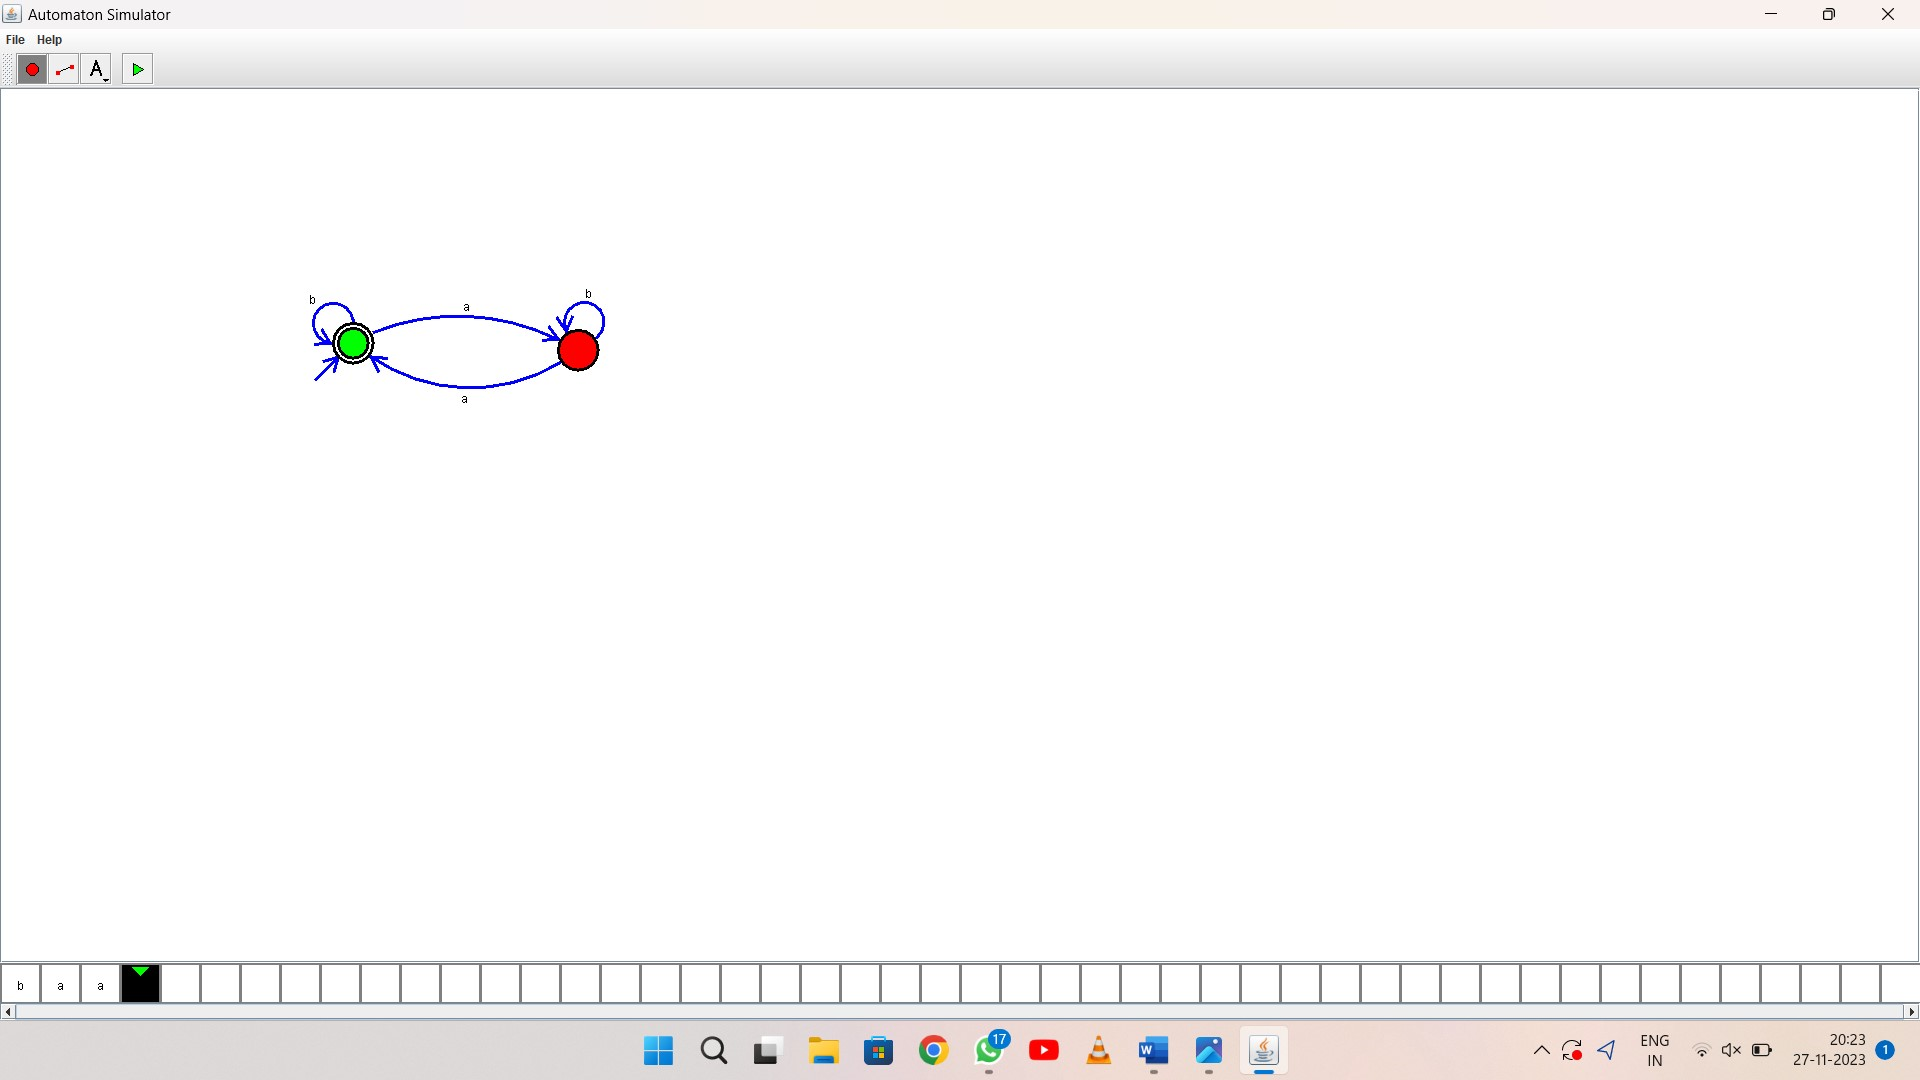 Automaton Simulator
File Help
A
b
a
b
a
b a a
17
W
ENG
IN
20:23
27-11-2023
1